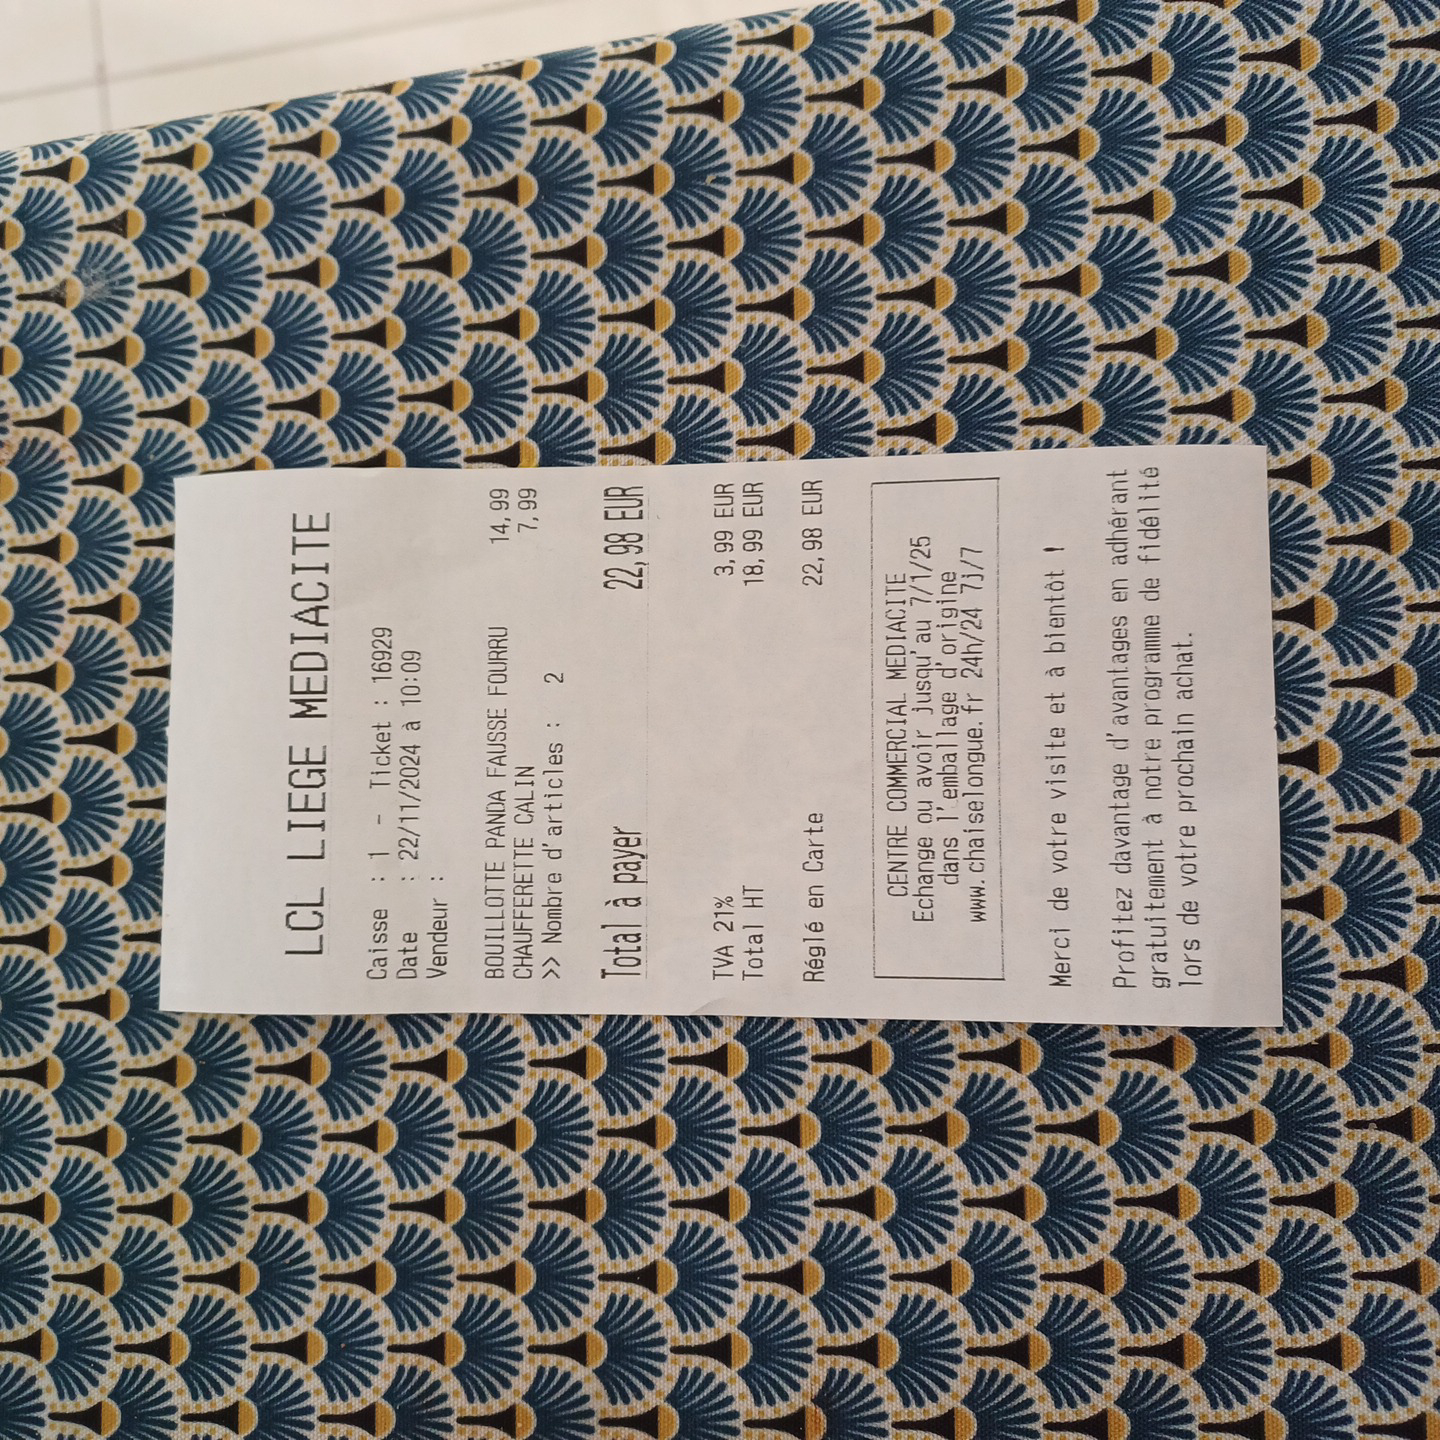 LCL LIEGE MEDIACITE
Caisse : 1 - Ticket : 16929
Date : 22/11/2024 à 10:09
Vendeur :
BOUILLOTTE PANDA FAUSSE FOURRU 14,99
CHAUFFERETTE CALIN 7,99
>> Nombre d'articles : 2
Total à payer 22,98 EUR
TVA 21% 3,99 EUR
Total HT 18,99 EUR
Réglé en Carte 22,98 EUR
CENTRE COMMERCIAL MEDIACITE
Echange ou avoir jusqu'au 7/1/25
dans l'emballage d'origine
www.chaiselongue.fr 24h/24 7j/7
Merci de votre visite et à bientôt !
Profitez davantage d'avantages en adhérant
gratuitement à notre programme de fidélité
lors de votre prochain achat.